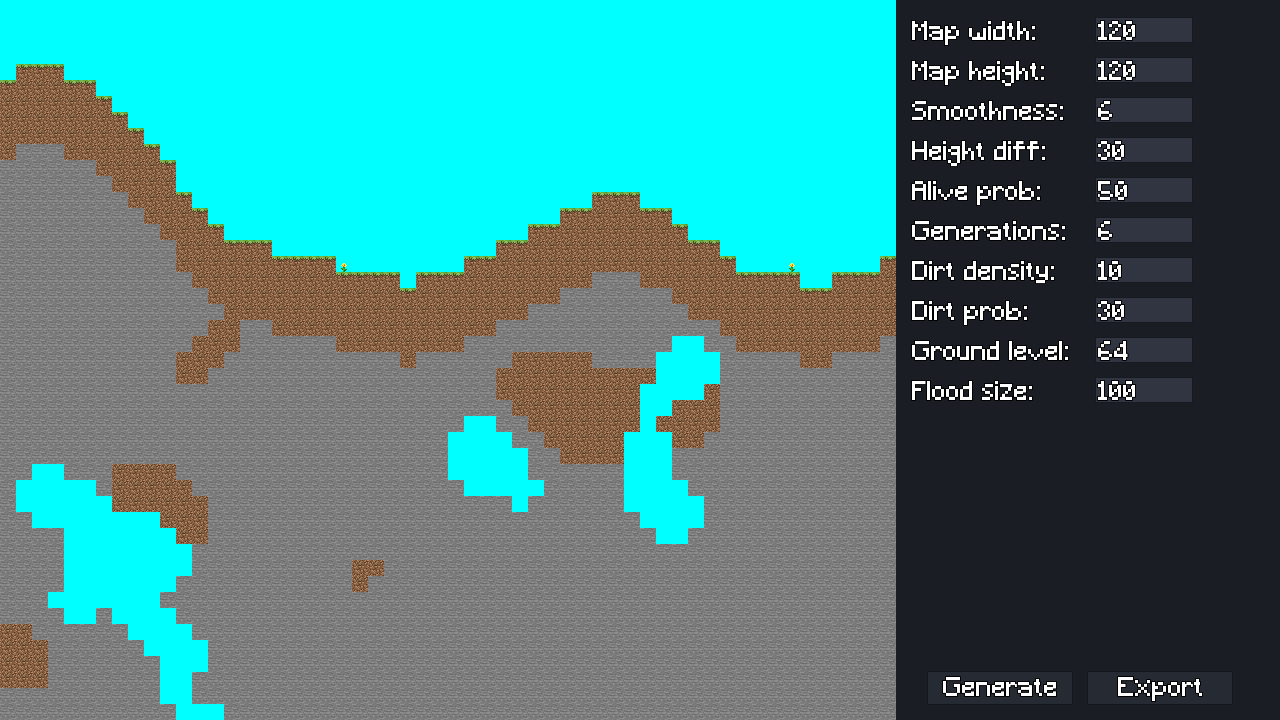 Map width: 120
Map height: 120
Smoothness: 6
Height diff: 30
Alive prob: 50
Generations: 6
Dirt density: 10
Dirt prob: 30
Ground level: 64
Flood size: 100
Generate Export